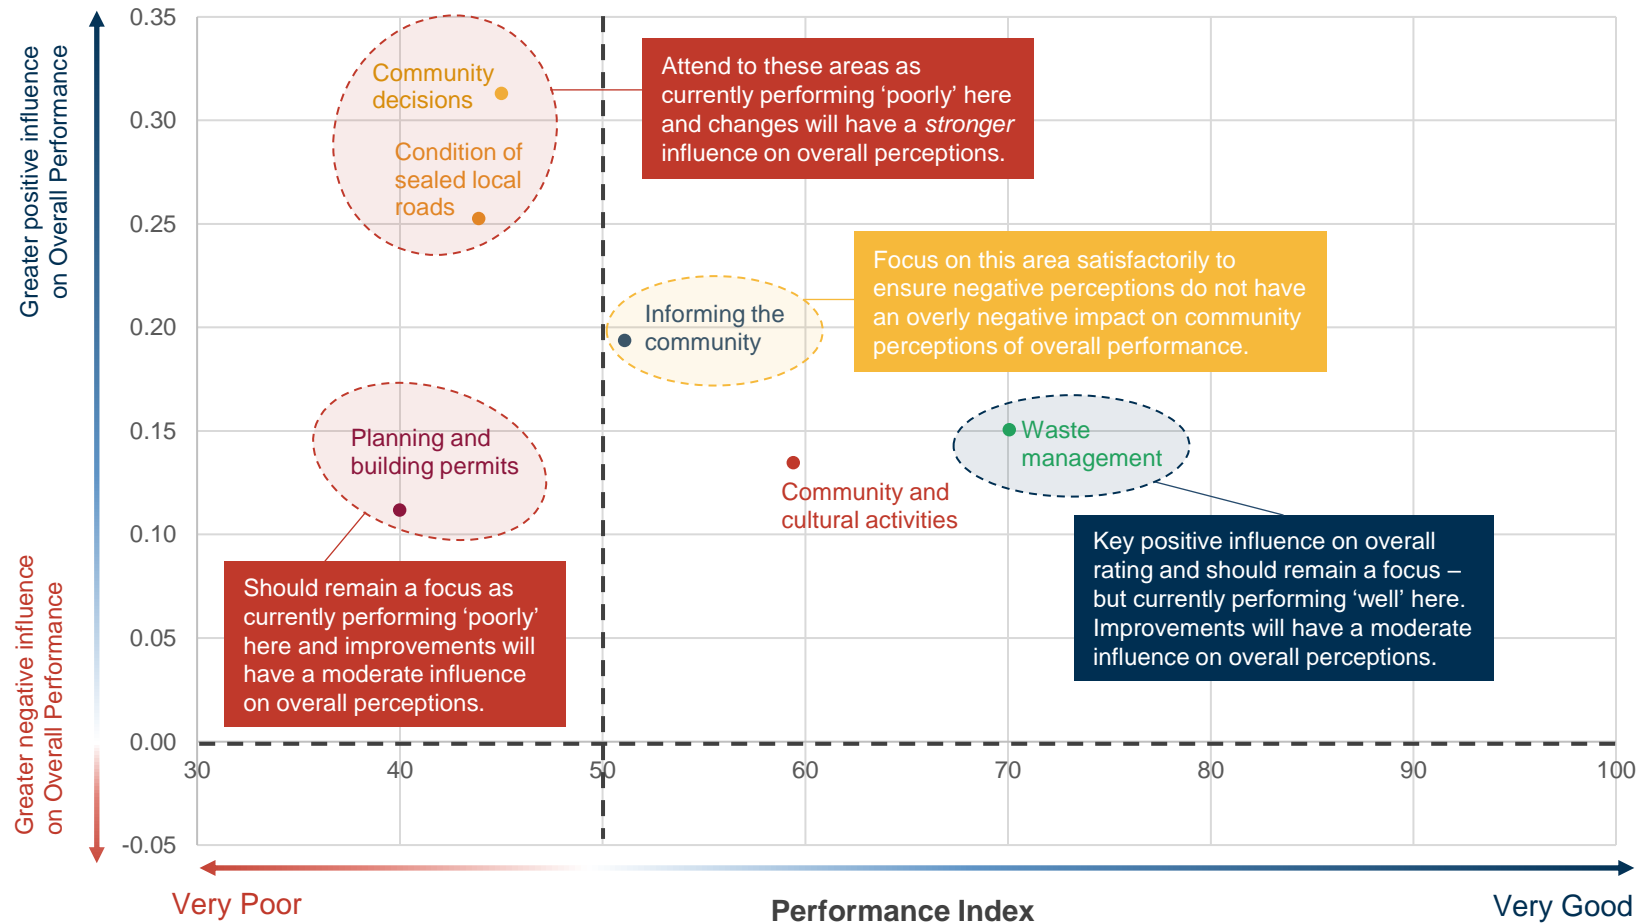 Greater positive influence
on Overall Performance
Greater negative influence
on Overall Performance
0.35
0.30
0.25
0.20
0.15
0.10
0.05
0.00
-0.05
Community
decisions
Condition of
sealed local
roads
Attend to these areas as
currently performing ‘poorly’ here
and changes will have a stronger
influence on overall perceptions.
Informing the
community
Focus on this area satisfactorily to
ensure negative perceptions do not have
an overly negative impact on community
perceptions of overall performance.
Planning and
building permits
Community and
cultural activities
Waste
management
Should remain a focus as
currently performing ‘poorly’
here and improvements will
have a moderate influence
on overall perceptions.
Key positive influence on overall
rating and should remain a focus –
but currently performing ‘well’ here.
Improvements will have a moderate
influence on overall perceptions.
30 40 50 60 70 80 90 100
Very Poor
Performance Index
Very Good